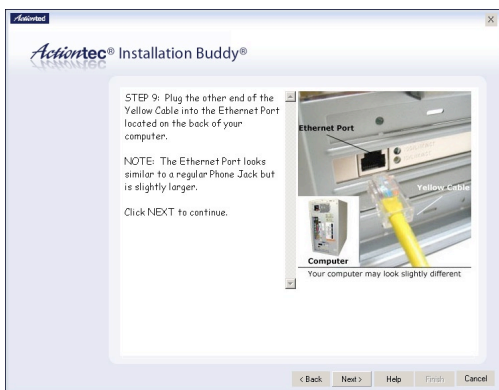 Actiontec
Actiontec® Installation Buddy®
STEP 9: Plug the other end of the
Yellow Cable into the Ethernet Port
located on the back of your
computer.
NOTE: The Ethernet Port looks
similar to a regular Phone Jack but
is slightly larger.
Click NEXT to continue.
Ethernet Port
Yellow Cable
Computer
Your computer may look slightly different
< Back Next > Help Finish Cancel